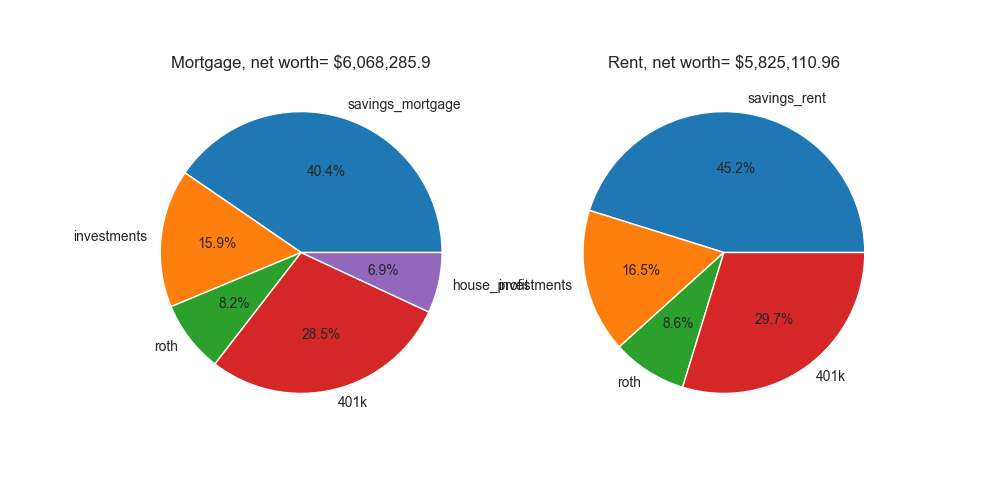 Mortgage, net worth= $6,068,285.9
savings_mortgage
40.4%
investments
15.9%
8.2%
roth
28.5%
401k
6.9%
house_profit
Rent, net worth= $5,825,110.96
savings_rent
45.2%
investments
16.5%
8.6%
roth
29.7%
401k